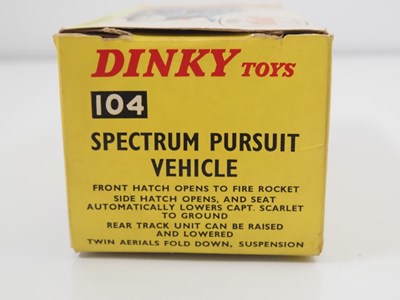 DINKY TOYS
104
SPECTRUM PURSUIT
VEHICLE
FRONT HATCH OPENS TO FIRE ROCKET
SIDE HATCH OPENS, AND SEAT
AUTOMATICALLY LOWERS CAPT. SCARLET
TO GROUND
REAR TRACK UNIT CAN BE RAISED
AND LOWERED
TWIN AERIALS FOLD DOWN, SUSPENSION